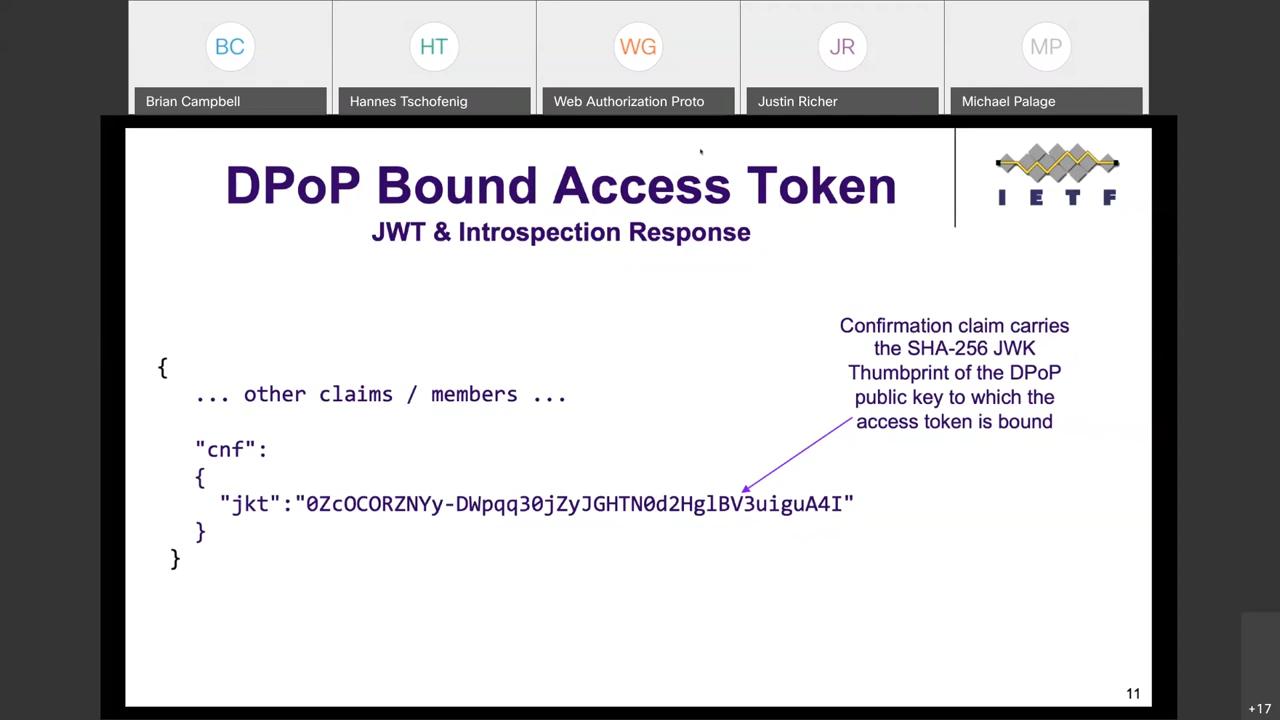 BC
HT
WG
JR
MP
Brian Campbell
Hannes Tschofenig
Web Authorization Proto
Justin Richer
Michael Palage
DPoP Bound Access Token
JWT & Introspection Response
I E T F
Confirmation claim carries
the SHA-256 JWK
Thumbprint of the DPoP
public key to which the
access token is bound
{
... other claims / members ...
"cnf":
{
"jkt":"0ZcOCORZNYy-DWpqq30jZyJGHTN0d2HglBV3uiguA4I"
}
}
11
+17